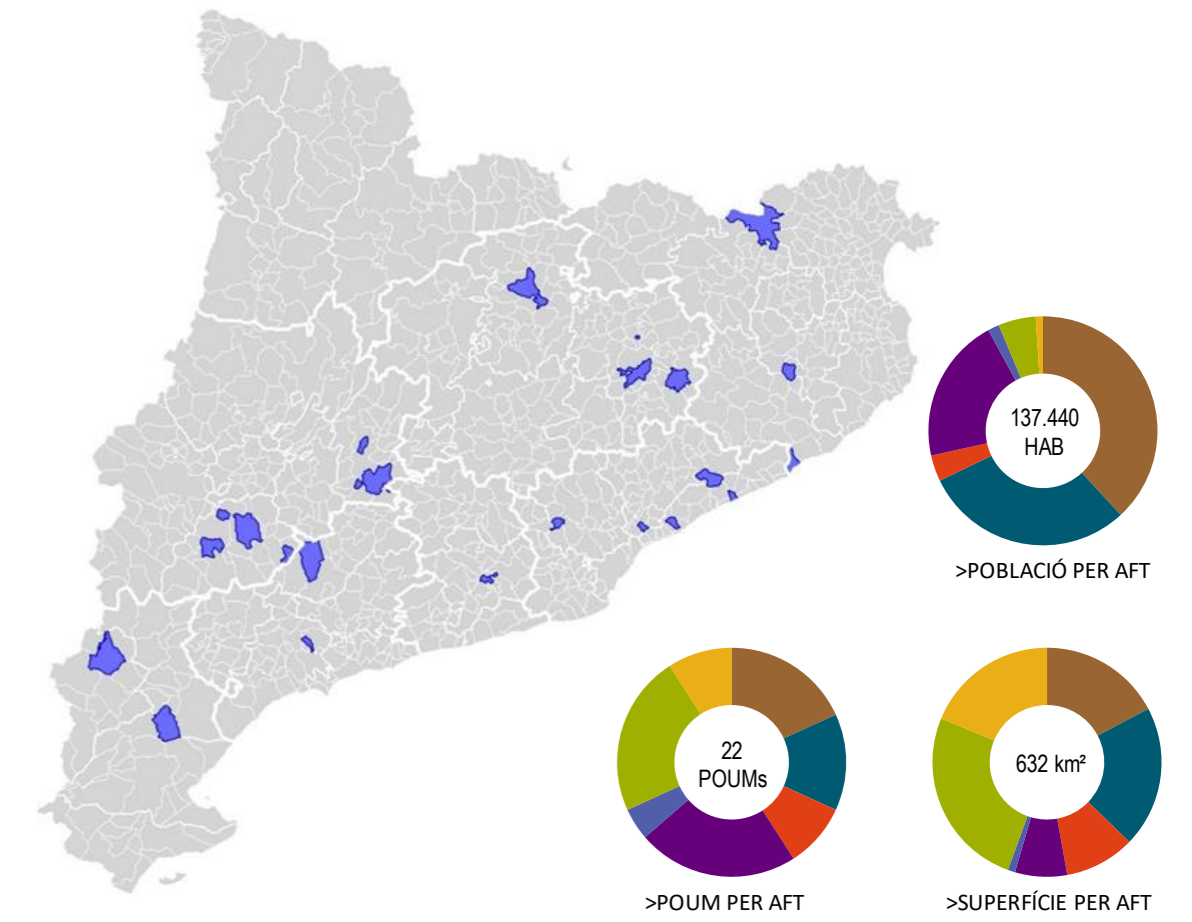 137.440
HAB
>POBLACIÓ PER AFT
22
POUMs
632 km²
>POUM PER AFT
>SUPERFÍCIE PER AFT